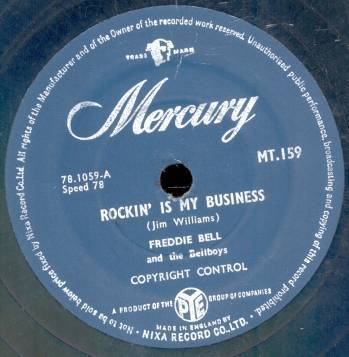 All rights of the Manufacturer and of the Owner of the recorded work reserved. Unauthorised public performance, broadcasting and copying of this record prohibited.
TRADE MARK
Mercury
78.1059-A
Speed 78
MT.159
ROCKIN' IS MY BUSINESS
(Jim Williams)
FREDDIE BELL
and the Bellboys
COPYRIGHT CONTROL
A PRODUCT OF THE PYE GROUP OF COMPANIES
MADE IN ENGLAND BY
NIXA RECORD CO. LTD.
Not to be sold below price fixed by Nixa Record Co. Ltd.